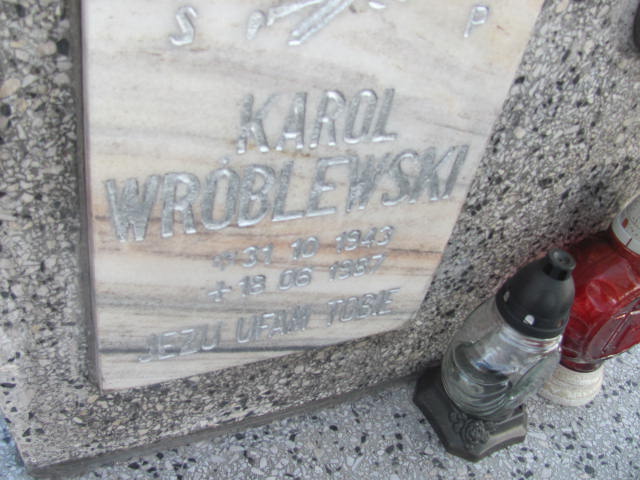 S P
KAROL
WRÓBLEWSKI
* 31 10 1943
+ 18 06 1987
JEZU UFAM TOBIE